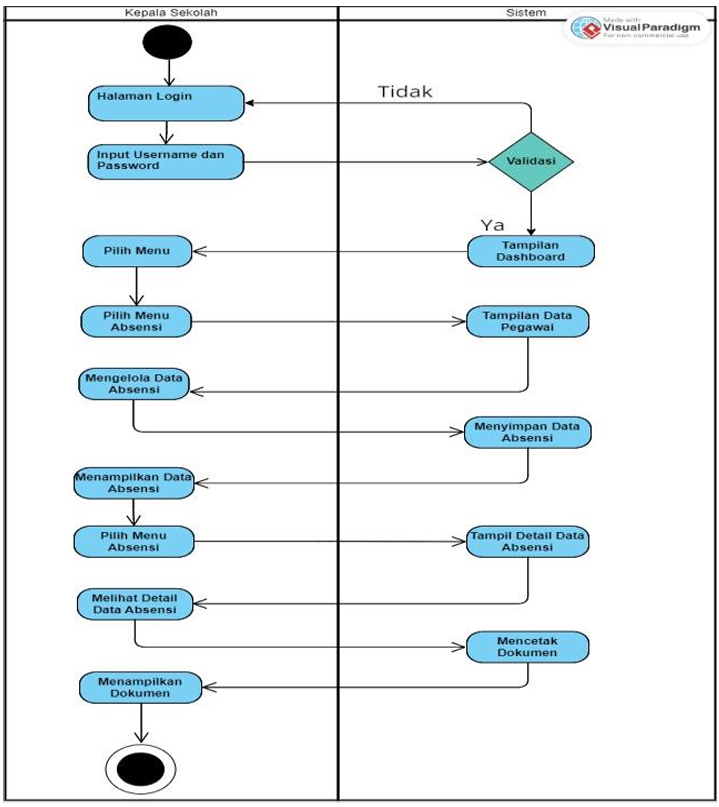 Kepala Sekolah
Sistem
Made with
VisualParadigm
For non-commercial use
Halaman Login
Tidak
Input Username dan
Password
Validasi
Ya
Pilih Menu
Tampilan
Dashboard
Pilih Menu
Absensi
Tampilan Data
Pegawai
Mengelola Data
Absensi
Menyimpan Data
Absensi
Menampilkan Data
Absensi
Pilih Menu
Absensi
Tampil Detail Data
Absensi
Melihat Detail
Data Absensi
Mencetak
Dokumen
Menampilkan
Dokumen